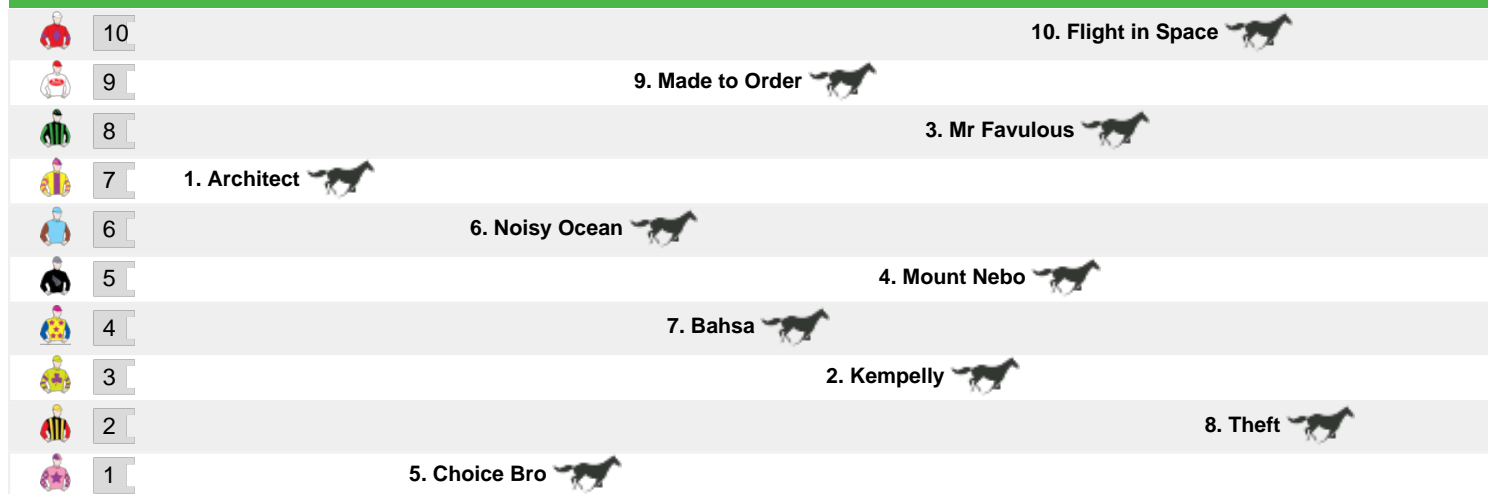 10 10. Flight in Space
9 9. Made to Order
8 3. Mr Favulous
7 1. Architect
6 6. Noisy Ocean
5 4. Mount Nebo
4 7. Bahsa
3 2. Kempelly
2 8. Theft
1 5. Choice Bro